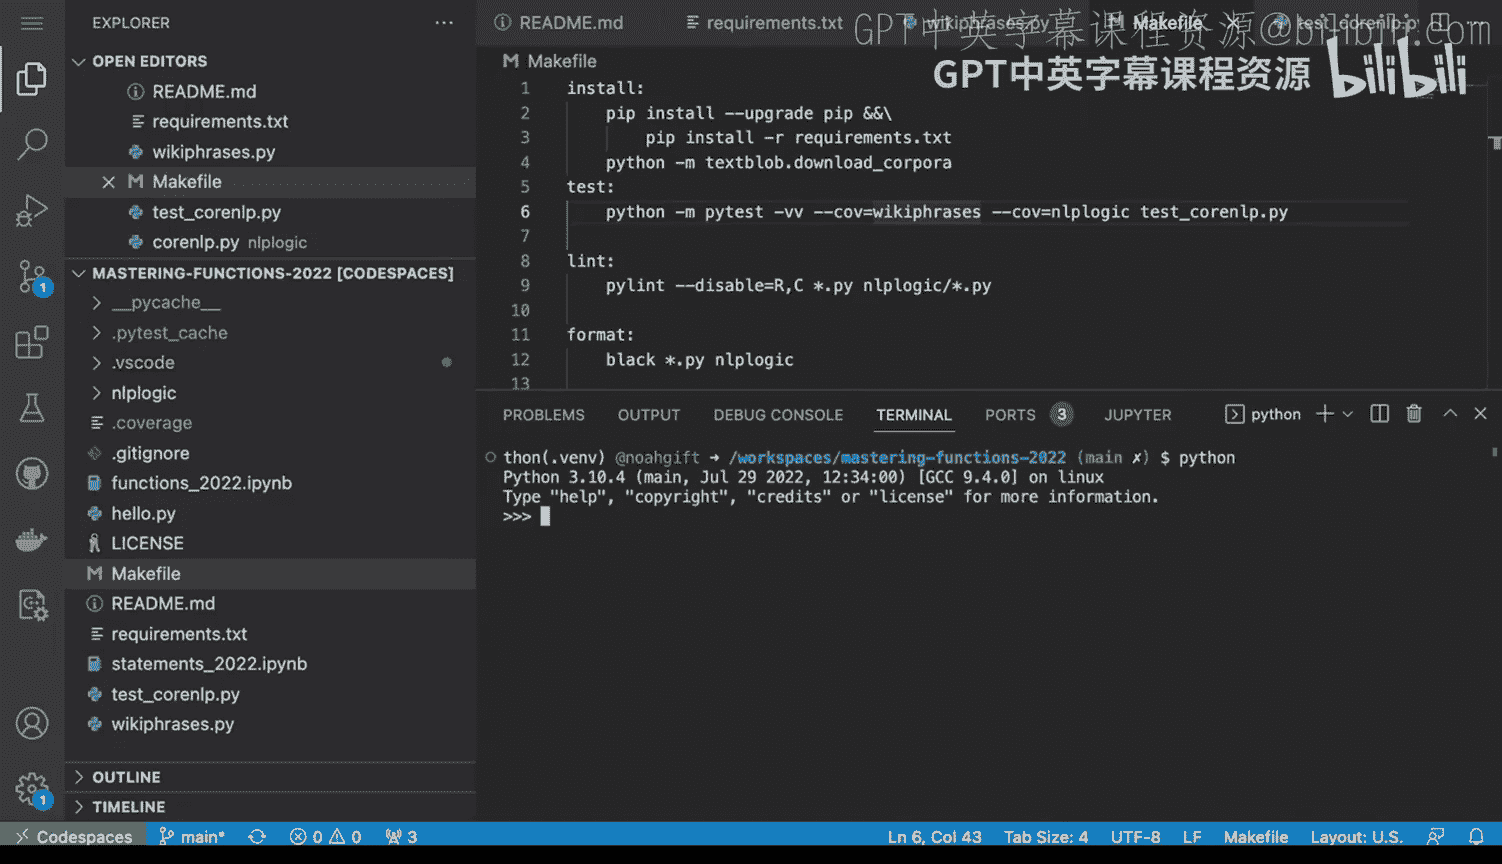 EXPLORER
README.md
requirements.txt
wikiphrases.py
Makefile
test_corenlp.py
GPT中英字幕课程资源@bilibili.com
GPT中英字幕课程资源 bilibili
OPEN EDITORS
README.md
requirements.txt
wikiphrases.py
Makefile
test_corenlp.py
corenlp.py nlplogic
MASTERING-FUNCTIONS-2022 [CODESPACES]
__pycache__
.pytest_cache
.vscode
nlplogic
.coverage
.gitignore
functions_2022.ipynb
hello.py
LICENSE
Makefile
README.md
requirements.txt
statements_2022.ipynb
test_corenlp.py
wikiphrases.py
OUTLINE
TIMELINE
1
1
Makefile
1 install:
2 pip install --upgrade pip &&\
3 pip install -r requirements.txt
4 python -m textblob.download_corpora
5 test:
6 python -m pytest -vv --cov=wikiphrases --cov=nlplogic test_corenlp.py
7
8 lint:
9 pylint --disable=R,C *.py nlplogic/*.py
10
11 format:
12 black *.py nlplogic
13
PROBLEMS OUTPUT DEBUG CONSOLE TERMINAL PORTS 3 JUPYTER python
thon(.venv) @noahgift ➜ /workspaces/mastering-functions-2022 (main ✗) $ python
Python 3.10.4 (main, Jul 29 2022, 12:34:00) [GCC 9.4.0] on linux
Type "help", "copyright", "credits" or "license" for more information.
>>>
Codespaces main* 0 0 3 Ln 6, Col 43 Tab Size: 4 UTF-8 LF Makefile Layout: U.S.